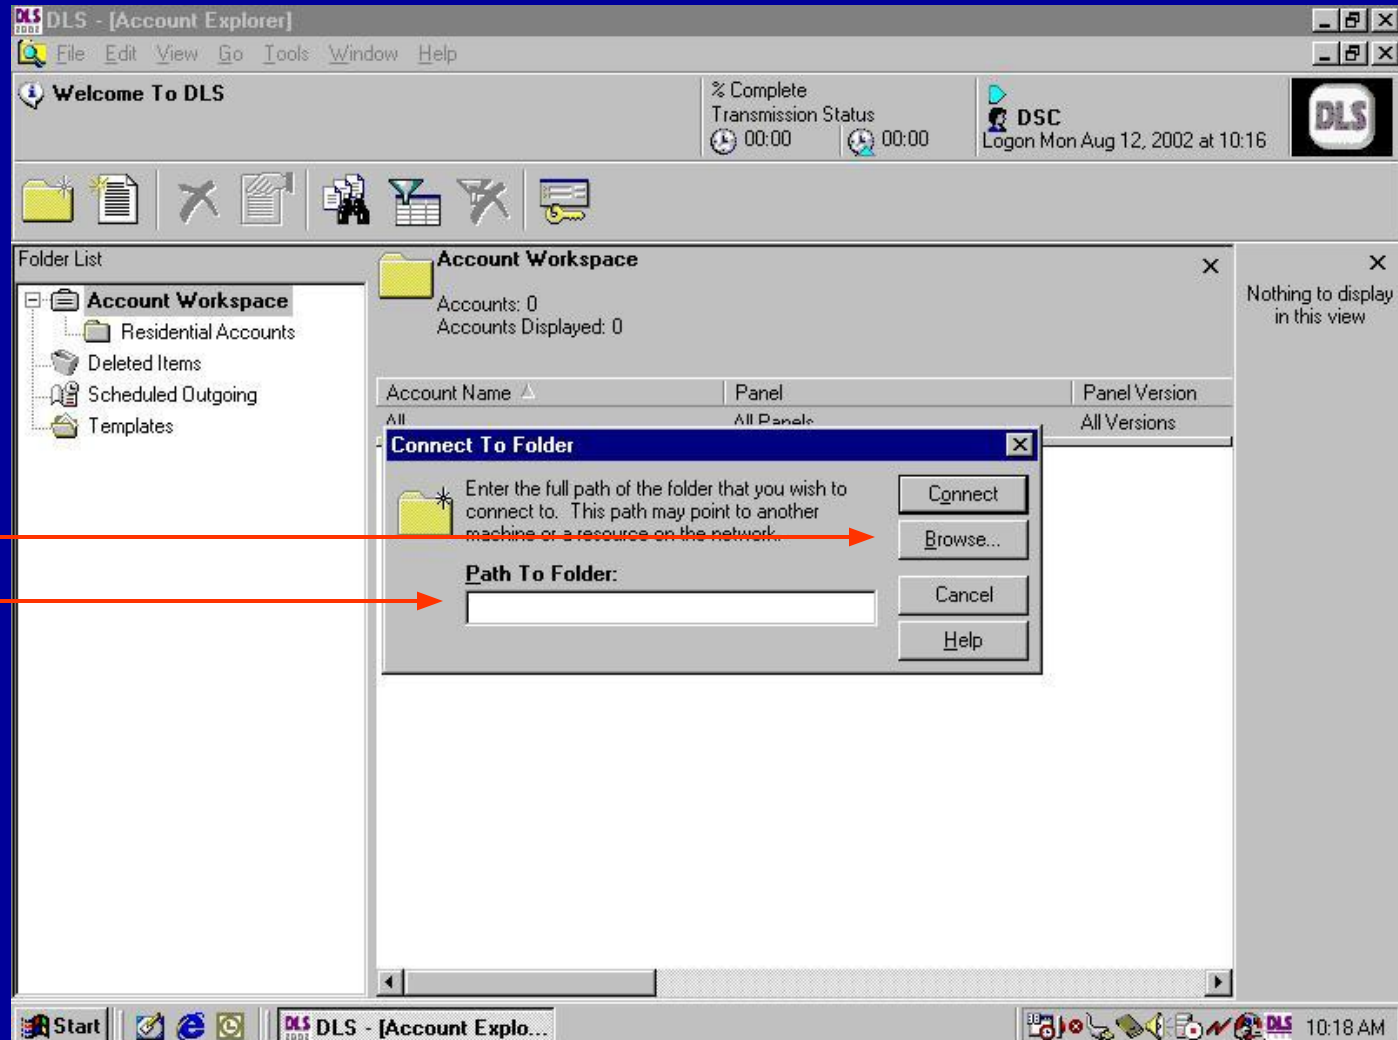 DLS - [Account Explorer]
File Edit View Go Tools Window Help
Welcome To DLS
% Complete
Transmission Status
00:00 00:00
DSC
Logon Mon Aug 12, 2002 at 10:16
DLS
Folder List
Account Workspace
Residential Accounts
Deleted Items
Scheduled Outgoing
Templates
Account Workspace
Accounts: 0
Accounts Displayed: 0
Nothing to display
in this view
Account Name Panel Panel Version
All All Panels All Versions
Connect To Folder
Enter the full path of the folder that you wish to
connect to. This path may point to another
machine or a resource on the network.
Path To Folder:
Connect
Browse...
Cancel
Help
Start
DLS - [Account Explo...
10:18 AM